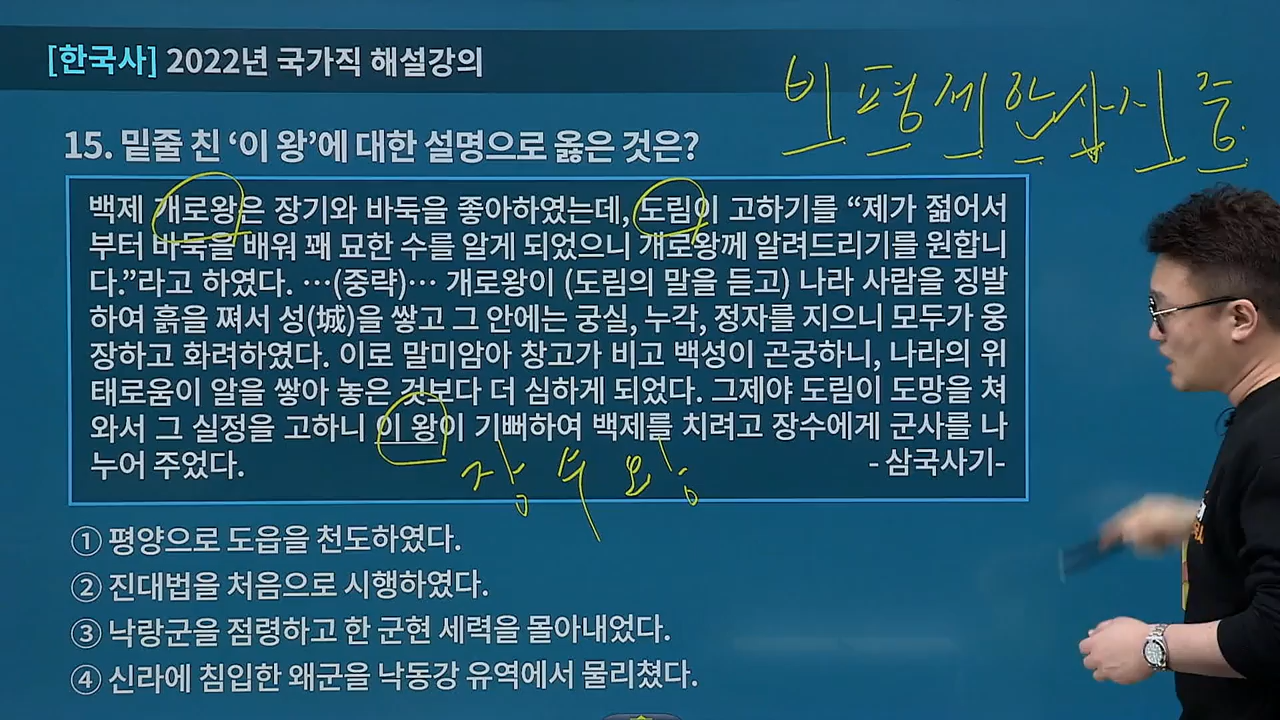 [한국사] 2022년 국가직 해설강의
비 평 제 한 상 지 중
15. 밑줄 친 ‘이 왕’에 대한 설명으로 옳은 것은?
백제 개로왕은 장기와 바둑을 좋아하였는데, 도림이 고하기를 “제가 젊어서
부터 바둑을 배워 꽤 묘한 수를 알게 되었으니 개로왕께 알려드리기를 원합니
다.”라고 하였다. …(중략)… 개로왕이 (도림의 말을 듣고) 나라 사람을 징발
하여 흙을 쪄서 성(城)을 쌓고 그 안에는 궁실, 누각, 정자를 지으니 모두가 웅
장하고 화려하였다. 이로 말미암아 창고가 비고 백성이 곤궁하니, 나라의 위
태로움이 알을 쌓아 놓은 것보다 더 심하게 되었다. 그제야 도림이 도망을 쳐
와서 그 실정을 고하니 이 왕이 기뻐하여 백제를 치려고 장수에게 군사를 나
누어 주었다.
- 삼국사기-
장수왕
① 평양으로 도읍을 천도하였다.
② 진대법을 처음으로 시행하였다.
③ 낙랑군을 점령하고 한 군현 세력을 몰아내었다.
④ 신라에 침입한 왜군을 낙동강 유역에서 물리쳤다.